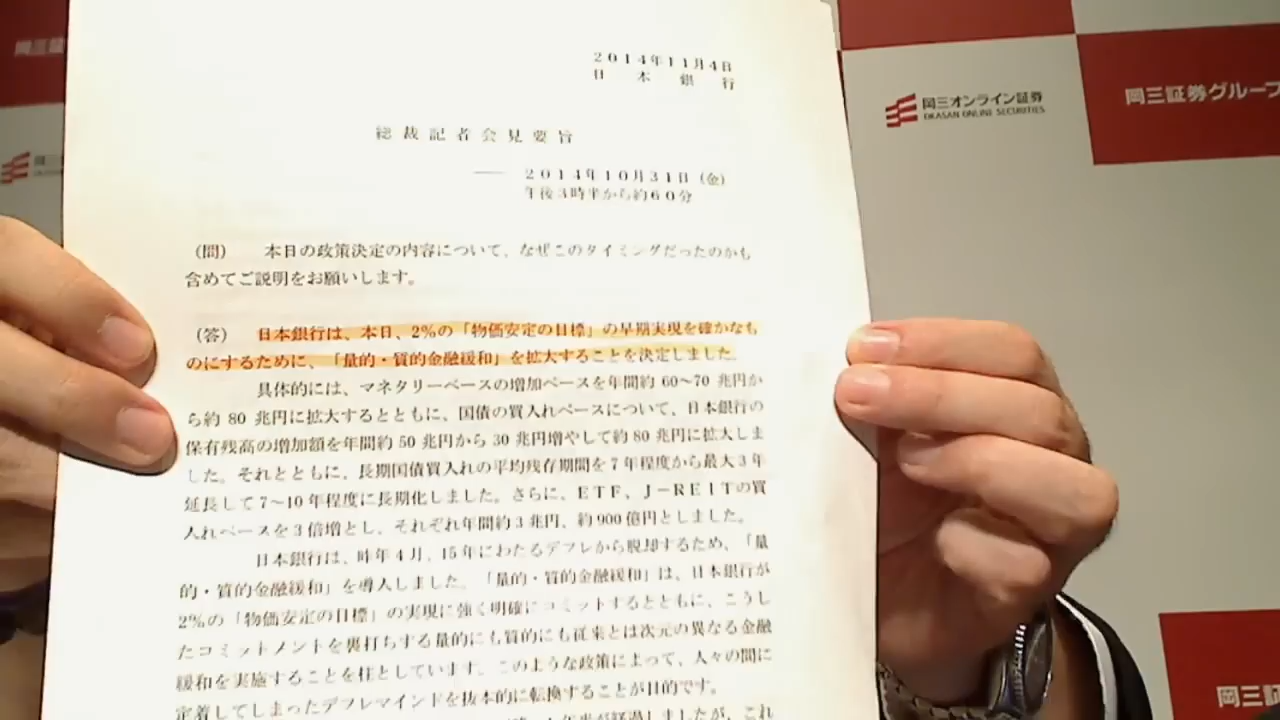 2014年11月4日
日本銀行
総裁記者会見要旨
―― 2014年10月31日(金)
午後3時半から約60分
(問) 本日の政策決定の内容について、なぜこのタイミングだったのかも
含めてご説明をお願いします。
(答) 日本銀行は、本日、2%の「物価安定の目標」の早期実現を確かなも
のにするために、「量的・質的金融緩和」を拡大することを決定しました。
具体的には、マネタリーベースの増加ペースを年間約 60~70 兆円か
ら約 80 兆円に拡大するとともに、国債の買入れペースについて、日本銀行の
保有残高の増加額を年間約 50 兆円から 30 兆円増やして約 80 兆円に拡大しま
した。それとともに、長期国債買入れの平均残存期間を7年程度から最大3年
延長して7~10年程度に長期化しました。さらに、ETF、J-REITの買
入れペースを3倍増とし、それぞれ年間約3兆円、約900億円としました。
日本銀行は、昨年4月、15年にわたるデフレから脱却するため、「量
的・質的金融緩和」を導入しました。「量的・質的金融緩和」は、日本銀行が
2%の「物価安定の目標」の実現に強く明確にコミットするとともに、こうし
たコミットメントを裏打ちする量的にも質的にも従来とは次元の異なる金融
緩和を実施することを柱としています。このような政策によって、人々の間に
定着してしまったデフレマインドを抜本的に転換することが目的です。
年半が経過しましたが、これ
岡三オンライン証券
OKASAN ONLINE SECURITIES
岡三証券グループ
岡三証
岡三
岡三証